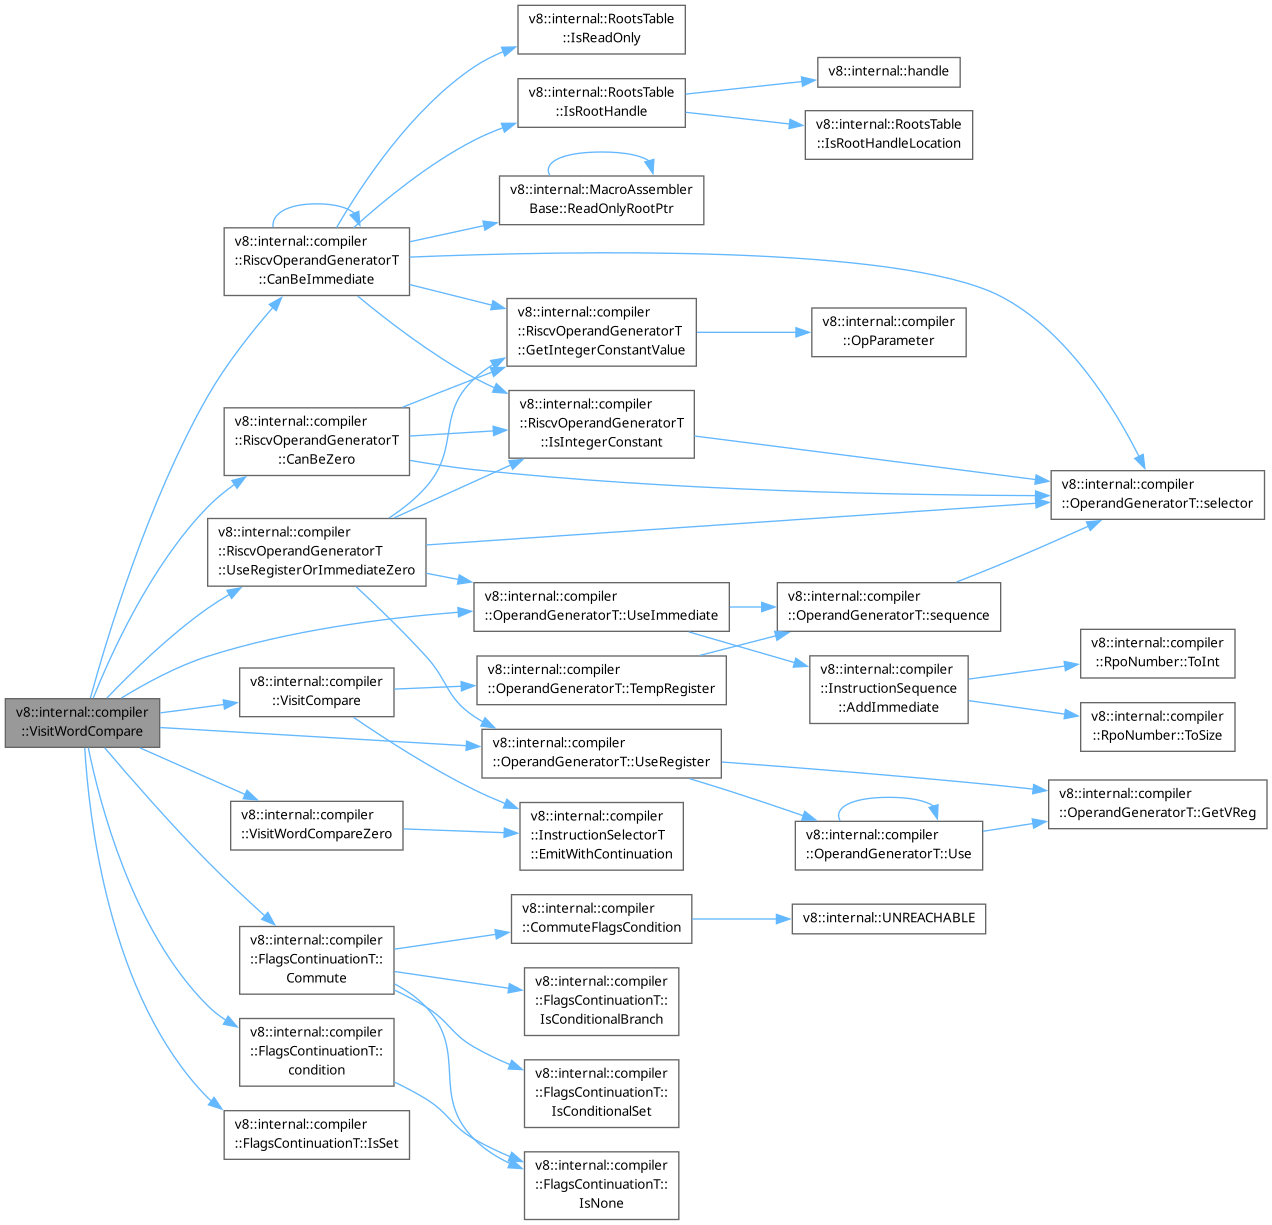 v8::internal::RootsTable
::IsReadOnly
v8::internal::handle
v8::internal::RootsTable
::IsRootHandle
v8::internal::RootsTable
::IsRootHandleLocation
v8::internal::MacroAssembler
Base::ReadOnlyRootPtr
v8::internal::compiler
::RiscvOperandGeneratorT
::CanBeImmediate
v8::internal::compiler
::RiscvOperandGeneratorT
::GetIntegerConstantValue
v8::internal::compiler
::OpParameter
v8::internal::compiler
::RiscvOperandGeneratorT
::IsIntegerConstant
v8::internal::compiler
::RiscvOperandGeneratorT
::CanBeZero
v8::internal::compiler
::OperandGeneratorT::selector
v8::internal::compiler
::RiscvOperandGeneratorT
::UseRegisterOrImmediateZero
v8::internal::compiler
::OperandGeneratorT::UseImmediate
v8::internal::compiler
::OperandGeneratorT::sequence
v8::internal::compiler
::RpoNumber::ToInt
v8::internal::compiler
::OperandGeneratorT::TempRegister
v8::internal::compiler
::InstructionSequence
::AddImmediate
v8::internal::compiler
::VisitCompare
v8::internal::compiler
::VisitWordCompare
v8::internal::compiler
::RpoNumber::ToSize
v8::internal::compiler
::OperandGeneratorT::UseRegister
v8::internal::compiler
::OperandGeneratorT::GetVReg
v8::internal::compiler
::VisitWordCompareZero
v8::internal::compiler
::InstructionSelectorT
::EmitWithContinuation
v8::internal::compiler
::OperandGeneratorT::Use
v8::internal::compiler
::CommuteFlagsCondition
v8::internal::UNREACHABLE
v8::internal::compiler
::FlagsContinuationT::
Commute
v8::internal::compiler
::FlagsContinuationT::
IsConditionalBranch
v8::internal::compiler
::FlagsContinuationT::
condition
v8::internal::compiler
::FlagsContinuationT::
IsConditionalSet
v8::internal::compiler
::FlagsContinuationT::IsSet
v8::internal::compiler
::FlagsContinuationT::
IsNone